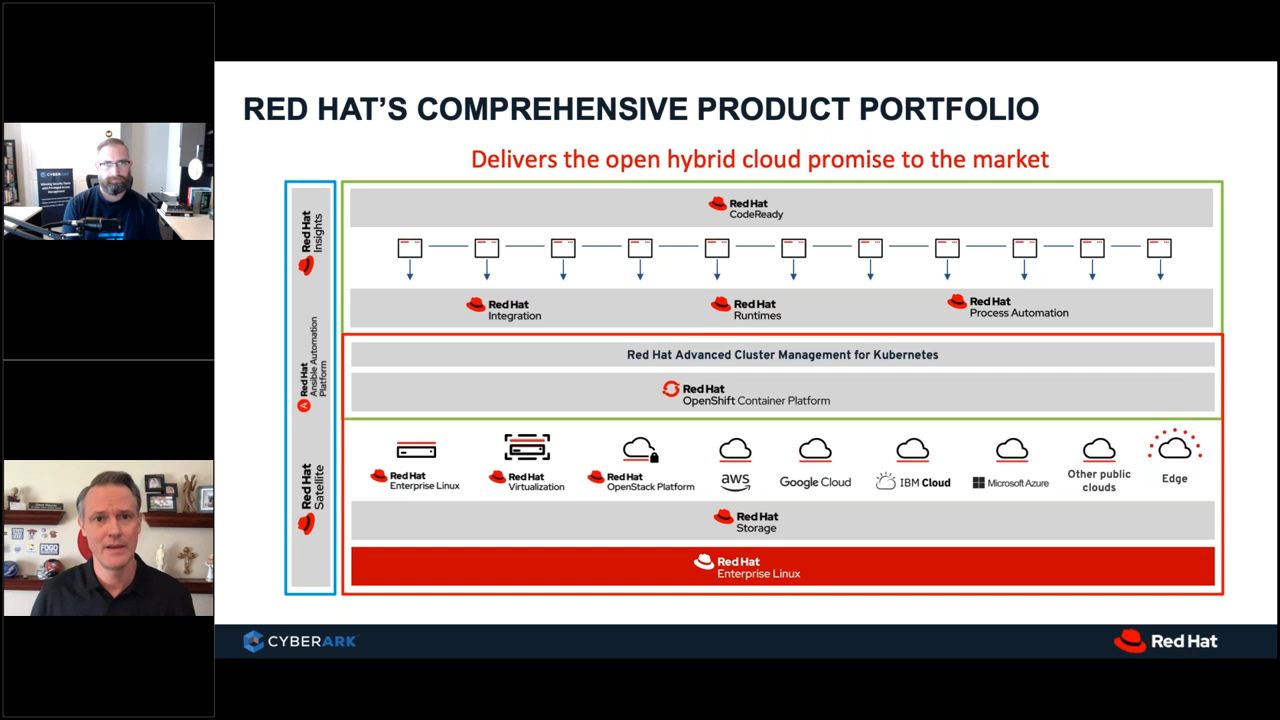 RED HAT'S COMPREHENSIVE PRODUCT PORTFOLIO
Delivers the open hybrid cloud promise to the market
Red Hat
Insights
Red Hat
Ansible Automation
Platform
Red Hat
Satellite
Red Hat
CodeReady
Red Hat
Integration
Red Hat
Runtimes
Red Hat
Process Automation
Red Hat Advanced Cluster Management for Kubernetes
Red Hat
OpenShift Container Platform
Red Hat
Enterprise Linux
Red Hat
Virtualization
Red Hat
OpenStack Platform
aws
Google Cloud
IBM Cloud
Microsoft Azure
Other public
clouds
Edge
Red Hat
Storage
Red Hat
Enterprise Linux
CYBERARK
Red Hat
CYBERARK
FOGO